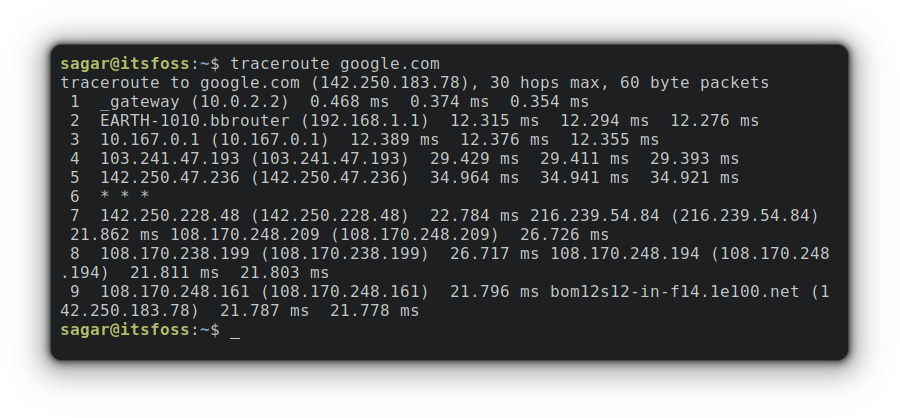 sagar@itsfoss:~$ traceroute google.com
traceroute to google.com (142.250.183.78), 30 hops max, 60 byte packets
 1  _gateway (10.0.2.2)  0.468 ms  0.374 ms  0.354 ms
 2  EARTH-1010.bbrouter (192.168.1.1)  12.315 ms  12.294 ms  12.276 ms
 3  10.167.0.1 (10.167.0.1)  12.389 ms  12.376 ms  12.355 ms
 4  103.241.47.193 (103.241.47.193)  29.429 ms  29.411 ms  29.393 ms
 5  142.250.47.236 (142.250.47.236)  34.964 ms  34.941 ms  34.921 ms
 6  * * *
 7  142.250.228.48 (142.250.228.48)  22.784 ms 216.239.54.84 (216.239.54.84)
 21.862 ms 108.170.248.209 (108.170.248.209)  26.726 ms
 8  108.170.238.199 (108.170.238.199)  26.717 ms 108.170.248.194 (108.170.248
.194)  21.811 ms  21.803 ms
 9  108.170.248.161 (108.170.248.161)  21.796 ms bom12s12-in-f14.1e100.net (1
42.250.183.78)  21.787 ms  21.778 ms
sagar@itsfoss:~$ _